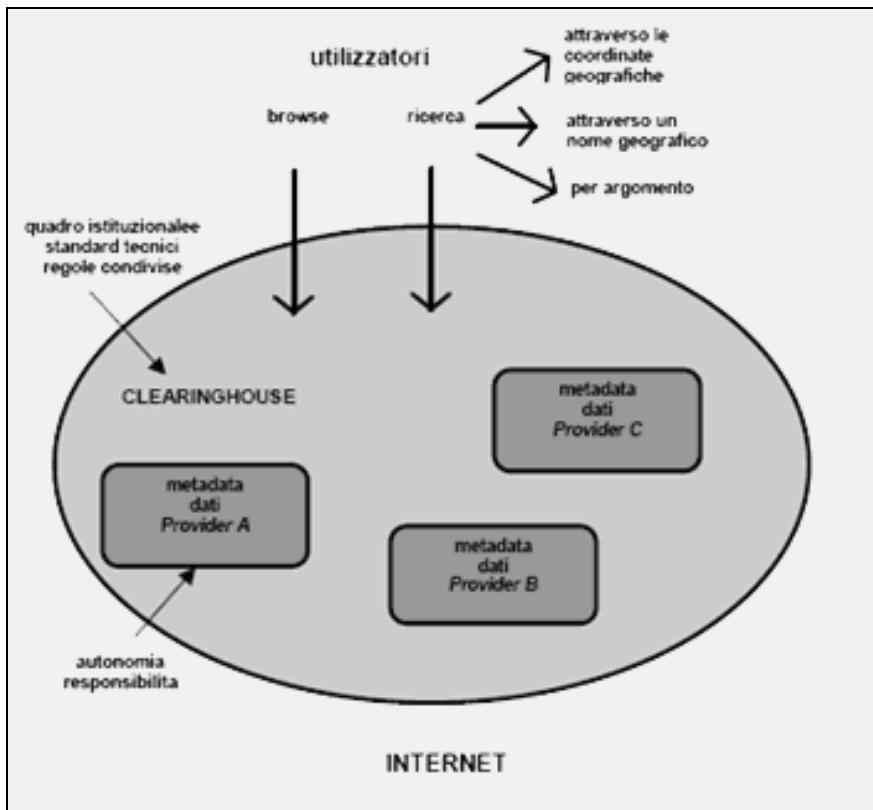 utilizzatori
browse
ricerca
attraverso le
coordinate
geografiche
attraverso un
nome geografico
per argomento
quadro istituzionalee
standard tecnici
regole condivise
CLEARINGHOUSE
metadata
dati
Provider C
metadata
dati
Provider A
metadata
dati
Provider B
autonomia
responsibilita
INTERNET